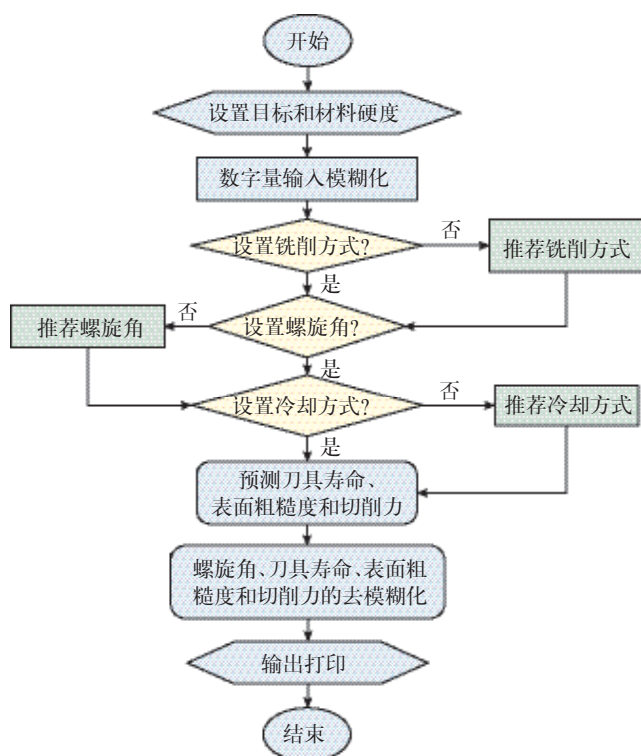 开始
设置目标和材料硬度
数字量输入模糊化
设置铣削方式？
否
推荐铣削方式
是
推荐螺旋角
否
设置螺旋角？
是
设置冷却方式？
否
推荐冷却方式
是
预测刀具寿命、
表面粗糙度和切削力
螺旋角、刀具寿命、表面粗
糙度和切削力的去模糊化
输出打印
结束